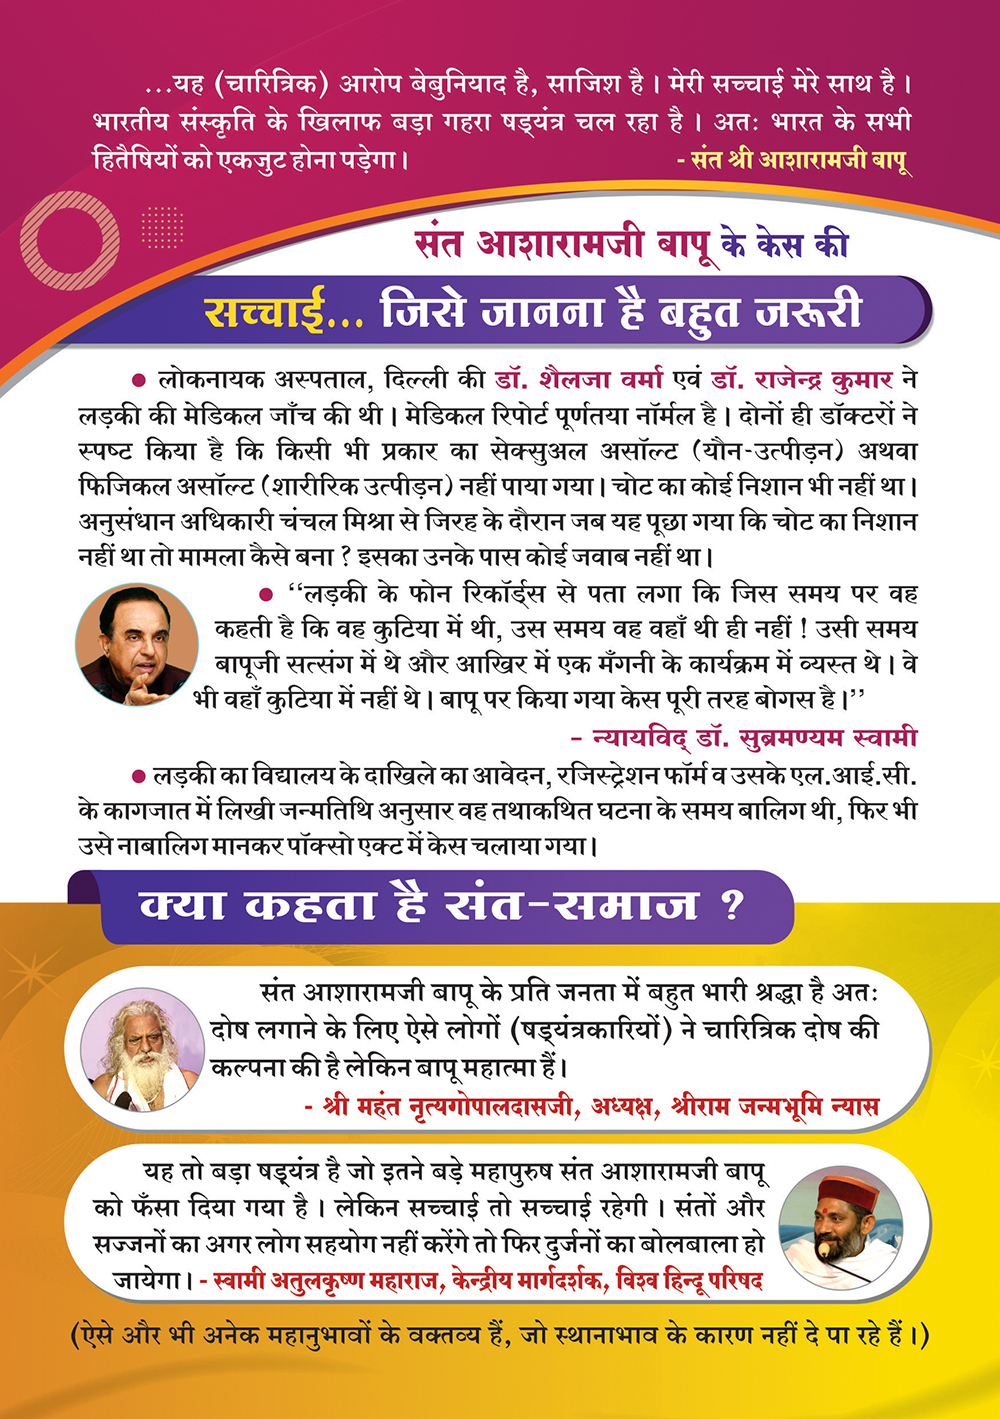 ...यह (चारित्रिक) आरोप बेबुनियाद है, साजिश है। मेरी सच्चाई मेरे साथ है।
भारतीय संस्कृति के खिलाफ बड़ा गहरा षड्यंत्र चल रहा है। अतः भारत के सभी
हितैषियों को एकजुट होना पड़ेगा। - संत श्री आशारामजी बापू
संत आशारामजी बापू के केस की
सच्चाई... जिसे जानना है बहुत जरूरी
● लोकनायक अस्पताल, दिल्ली की डॉ. शैलजा वर्मा एवं डॉ. राजेन्द्र कुमार ने
लड़की की मेडिकल जाँच की थी। मेडिकल रिपोर्ट पूर्णतया नॉर्मल है। दोनों ही डॉक्टरों ने
स्पष्ट किया है कि किसी भी प्रकार का सेक्सुअल असॉल्ट (यौन-उत्पीड़न) अथवा
फिजिकल असॉल्ट (शारीरिक उत्पीड़न) नहीं पाया गया। चोट का कोई निशान भी नहीं था।
अनुसंधान अधिकारी चंचल मिश्रा से जिरह के दौरान जब यह पूछा गया कि चोट का निशान
नहीं था तो मामला कैसे बना ? इसका उनके पास कोई जवाब नहीं था।
● ‘‘लड़की के फोन रिकॉर्ड्स से पता लगा कि जिस समय पर वह
कहती है कि वह कुटिया में थी, उस समय वह वहाँ थी ही नहीं ! उसी समय
बापूजी सत्संग में थे और आखिर में एक मँगनी के कार्यक्रम में व्यस्त थे। वे
भी वहाँ कुटिया में नहीं थे। बापू पर किया गया केस पूरी तरह बोगस है।’’
- न्यायविद् डॉ. सुब्रमण्यम स्वामी
● लड़की का विद्यालय के दाखिले का आवेदन, रजिस्ट्रेशन फॉर्म व उसके एल.आई.सी.
के कागजात में लिखी जन्मतिथि अनुसार वह तथाकथित घटना के समय बालिग थी, फिर भी
उसे नाबालिग मानकर पॉक्सो एक्ट में केस चलाया गया।
क्या कहता है संत-समाज ?
संत आशारामजी बापू के प्रति जनता में बहुत भारी श्रद्धा है अतः
दोष लगाने के लिए ऐसे लोगों (षड्यंत्रकारियों) ने चारित्रिक दोष की
कल्पना की है लेकिन बापू महात्मा हैं।
- श्री महंत नृत्यगोपालदासजी, अध्यक्ष, श्रीराम जन्मभूमि न्यास
यह तो बड़ा षड्यंत्र है जो इतने बड़े महापुरुष संत आशारामजी बापू
को फँसा दिया गया है। लेकिन सच्चाई तो सच्चाई रहेगी। संतों और
सज्जनों का अगर लोग सहयोग नहीं करेंगे तो फिर दुर्जनों का बोलबाला हो
जायेगा। - स्वामी अतुलकृष्ण महाराज, केन्द्रीय मार्गदर्शक, विश्व हिन्दू परिषद
(ऐसे और भी अनेक महानुभावों के वक्तव्य हैं, जो स्थानाभाव के कारण नहीं दे पा रहे हैं।)